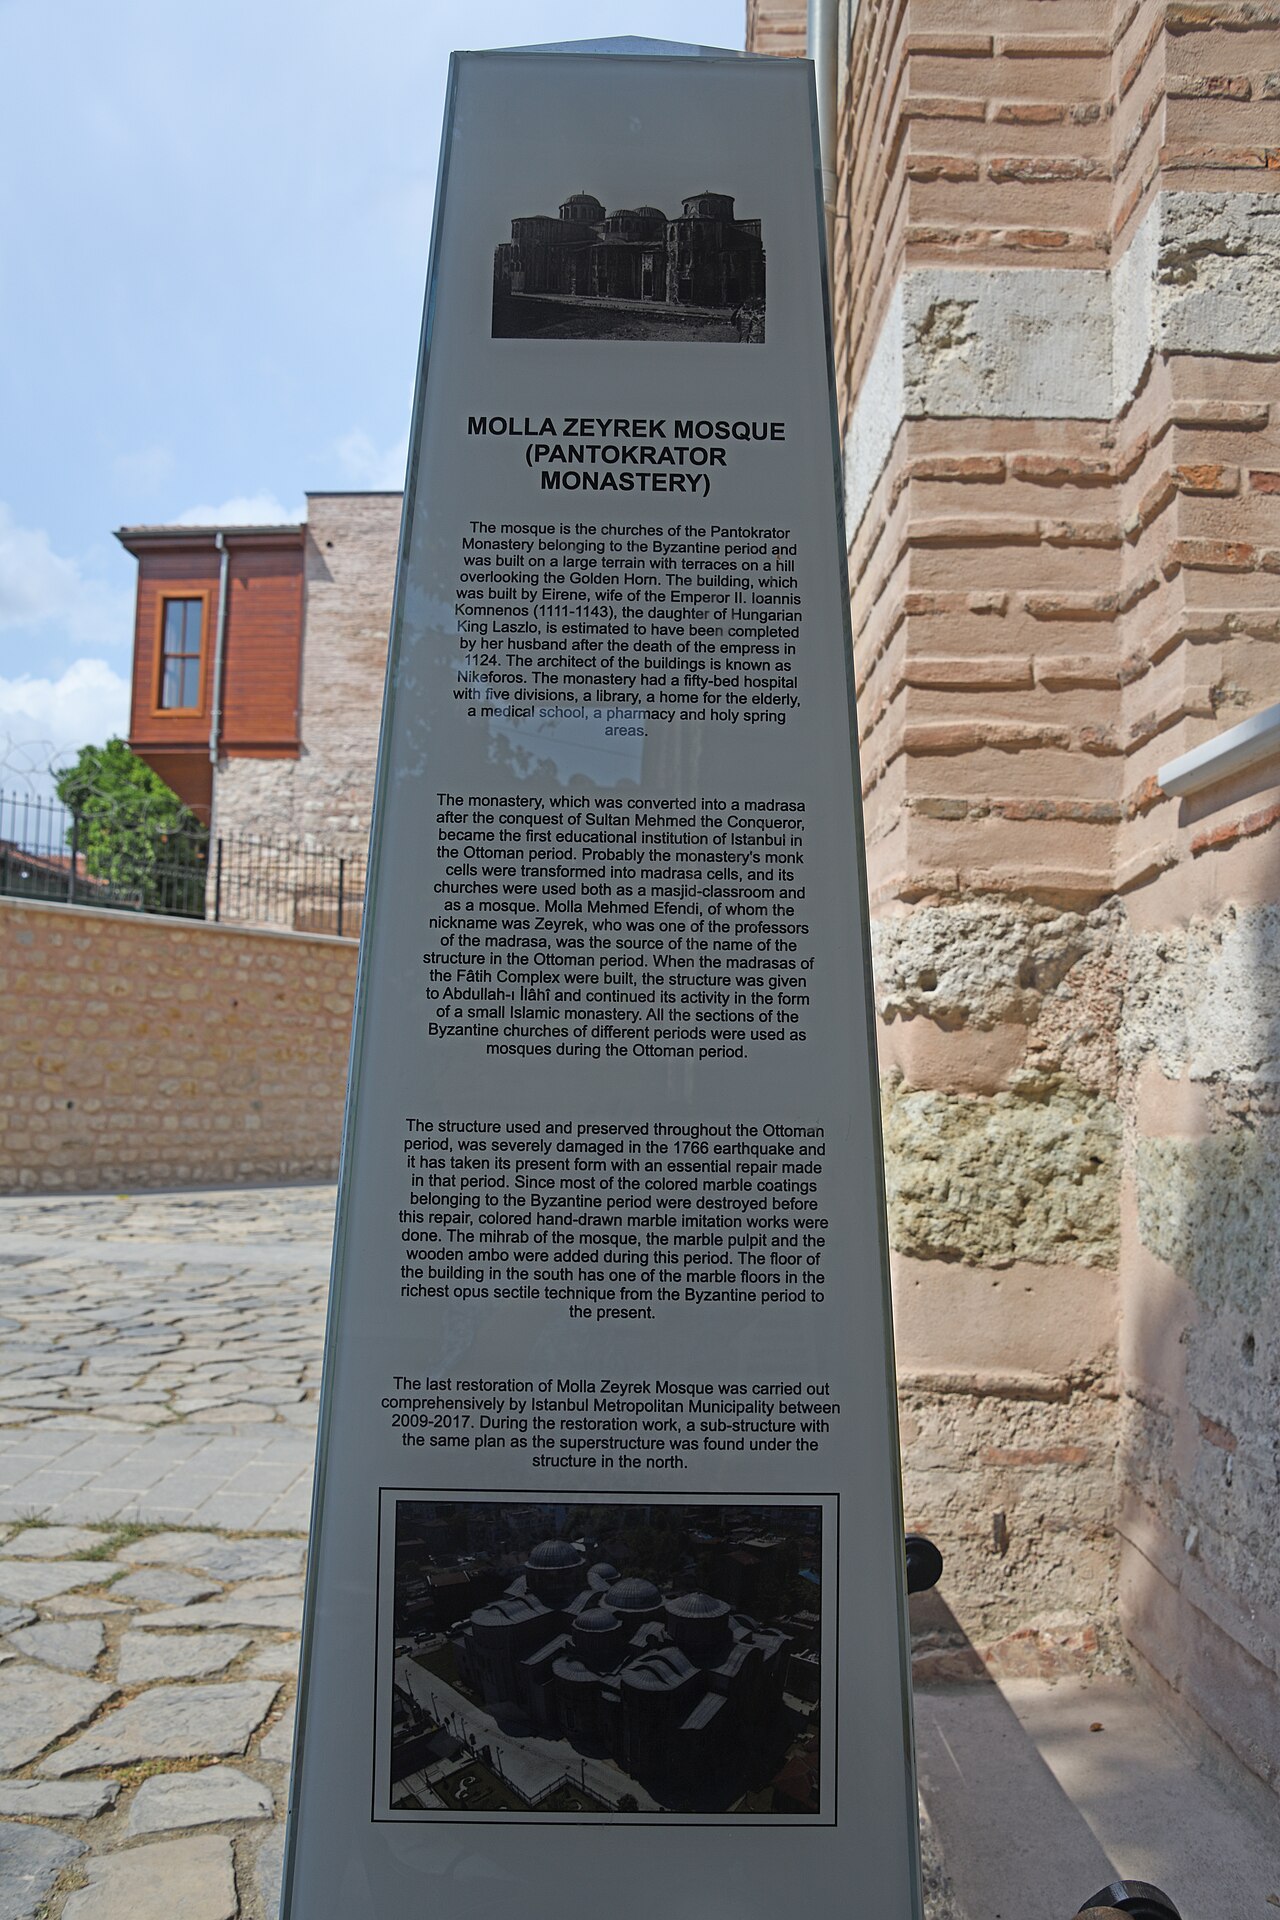 MOLLA ZEYREK MOSQUE
(PANTOKRATOR
MONASTERY)
The mosque is the churches of the Pantokrator
Monastery belonging to the Byzantine period and
was built on a large terrain with terraces on a hill
overlooking the Golden Horn. The building, which
was built by Eirene, wife of the Emperor II. Ioannis
Komnenos (1111-1143), the daughter of Hungarian
King Laszlo, is estimated to have been completed
by her husband after the death of the empress in
1124. The architect of the buildings is known as
Nikeforos. The monastery had a fifty-bed hospital
with five divisions, a library, a home for the elderly,
a medical school, a pharmacy and holy spring
areas.
The monastery, which was converted into a madrasa
after the conquest of Sultan Mehmed the Conqueror,
became the first educational institution of Istanbul in
the Ottoman period. Probably the monastery's monk
cells were transformed into madrasa cells, and its
churches were used both as a masjid-classroom and
as a mosque. Molla Mehmed Efendi, of whom the
nickname was Zeyrek, who was one of the professors
of the madrasa, was the source of the name of the
structure in the Ottoman period. When the madrasas of
the Fâtih Complex were built, the structure was given
to Abdullah-ı İlâhî and continued its activity in the form
of a small Islamic monastery. All the sections of the
Byzantine churches of different periods were used as
mosques during the Ottoman period.
The structure used and preserved throughout the Ottoman
period, was severely damaged in the 1766 earthquake and
it has taken its present form with an essential repair made
in that period. Since most of the colored marble coatings
belonging to the Byzantine period were destroyed before
this repair, colored hand-drawn marble imitation works were
done. The mihrab of the mosque, the marble pulpit and the
wooden ambo were added during this period. The floor of
the building in the south has one of the marble floors in the
richest opus sectile technique from the Byzantine period to
the present.
The last restoration of Molla Zeyrek Mosque was carried out
comprehensively by Istanbul Metropolitan Municipality between
2009-2017. During the restoration work, a sub-structure with
the same plan as the superstructure was found under the
structure in the north.